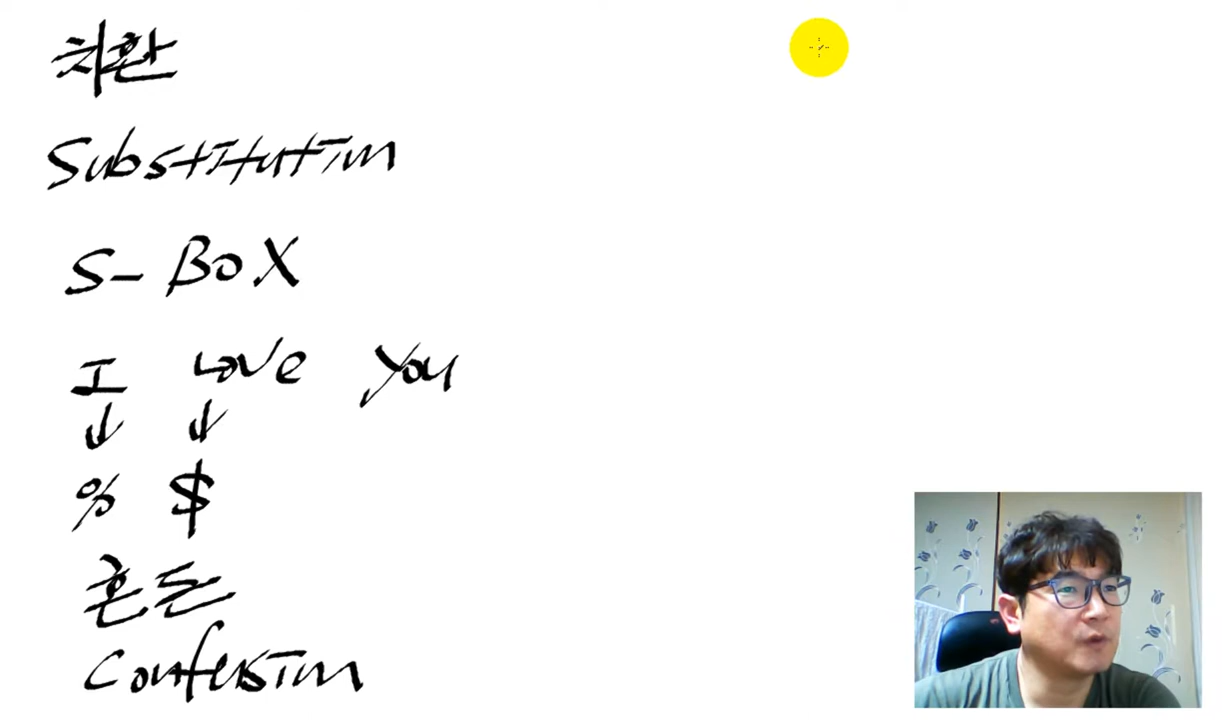 치환
Substitution
S-BOX
I Love You
↓ ↓
% $
혼돈
Confusion